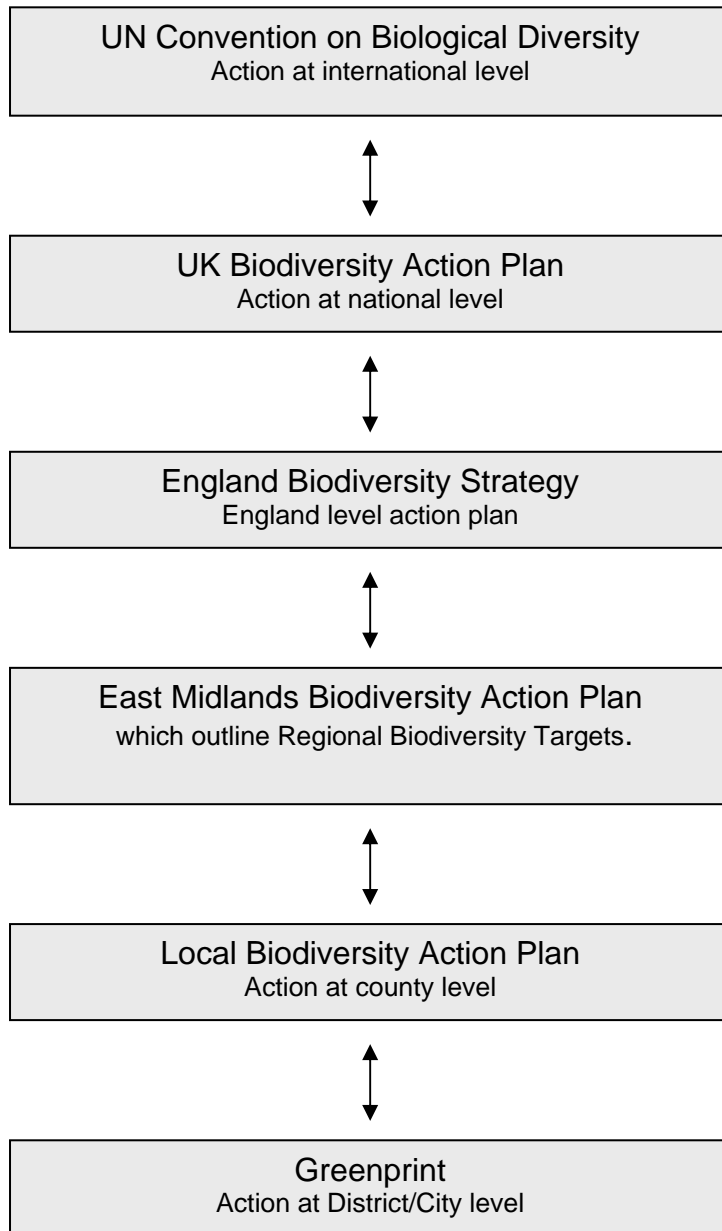 UN Convention on Biological Diversity
Action at international level
UK Biodiversity Action Plan
Action at national level
England Biodiversity Strategy
England level action plan
East Midlands Biodiversity Action Plan
which outline Regional Biodiversity Targets.
Local Biodiversity Action Plan
Action at county level
Greenprint
Action at District/City level